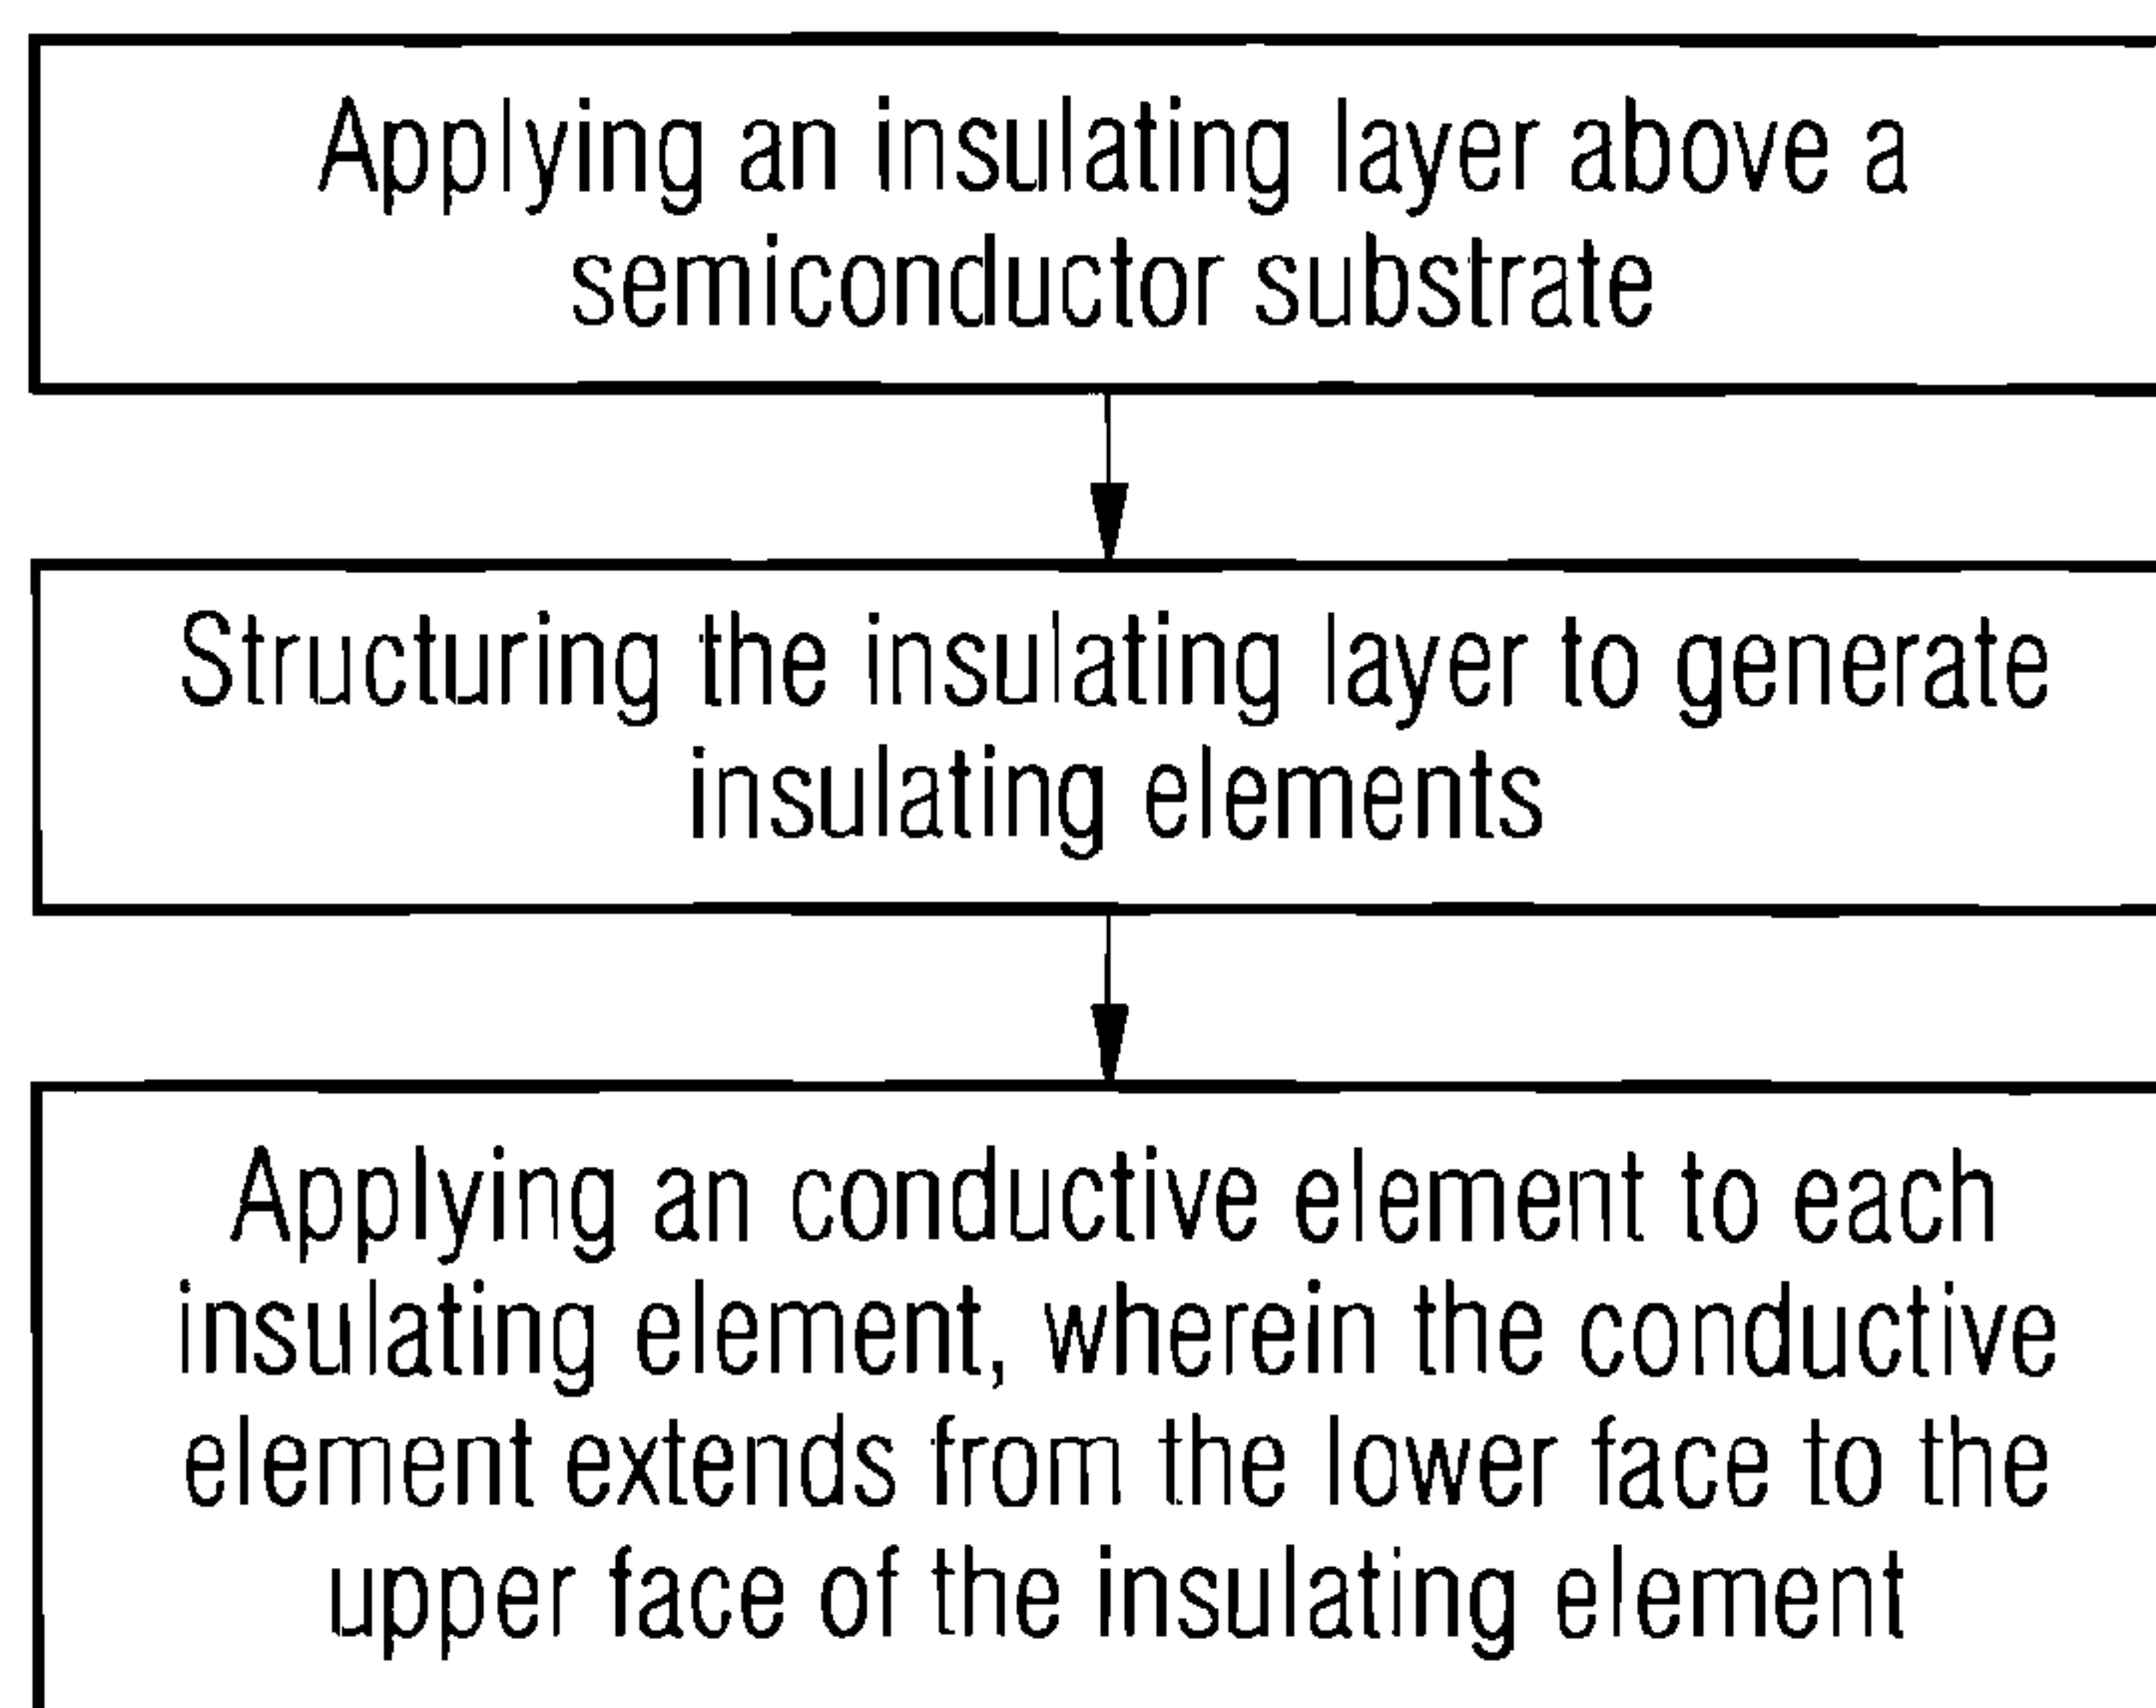 Applying an insulating layer above a
semiconductor substrate
Structuring the insulating layer to generate
insulating elements
Applying an conductive element to each
insulating element, wherein the conductive
element extends from the lower face to the
upper face of the insulating element